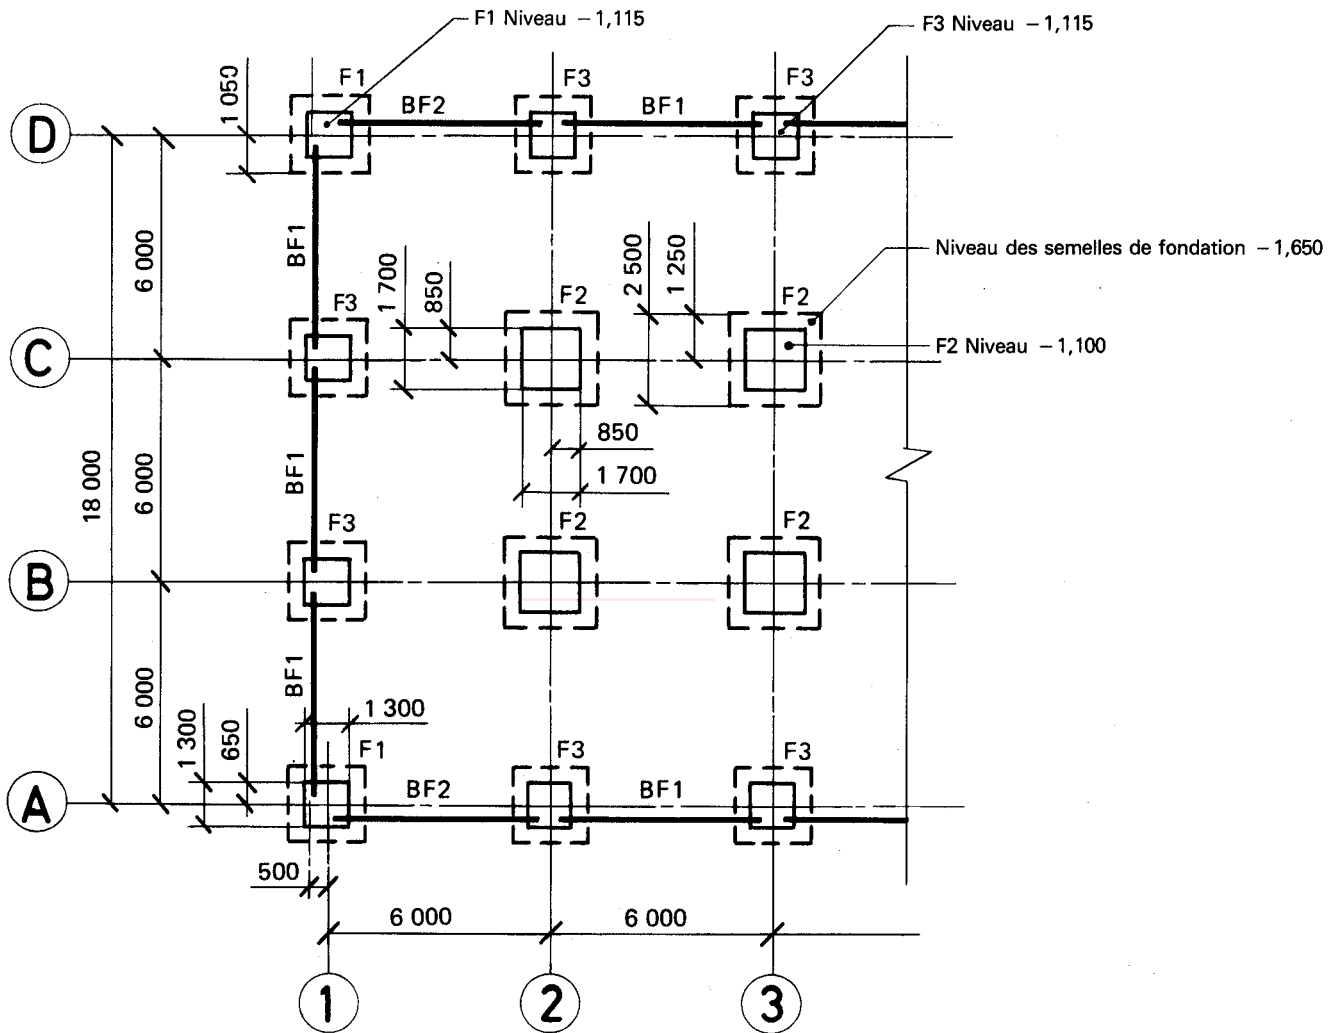 F1 Niveau – 1,115
F3 Niveau – 1,115
1 050
F1
F3
F3
BF2
BF1
D
BF1
6 000
1 700
850
2 500
1 250
Niveau des semelles de fondation – 1,650
F3
F2
F2
C
F2 Niveau – 1,100
850
18 000
6 000
BF1
1 700
F3
F2
F2
B
6 000
BF1
1 300
1 300
650
F1
F3
F3
BF2
BF1
A
500
6 000
6 000
1
2
3